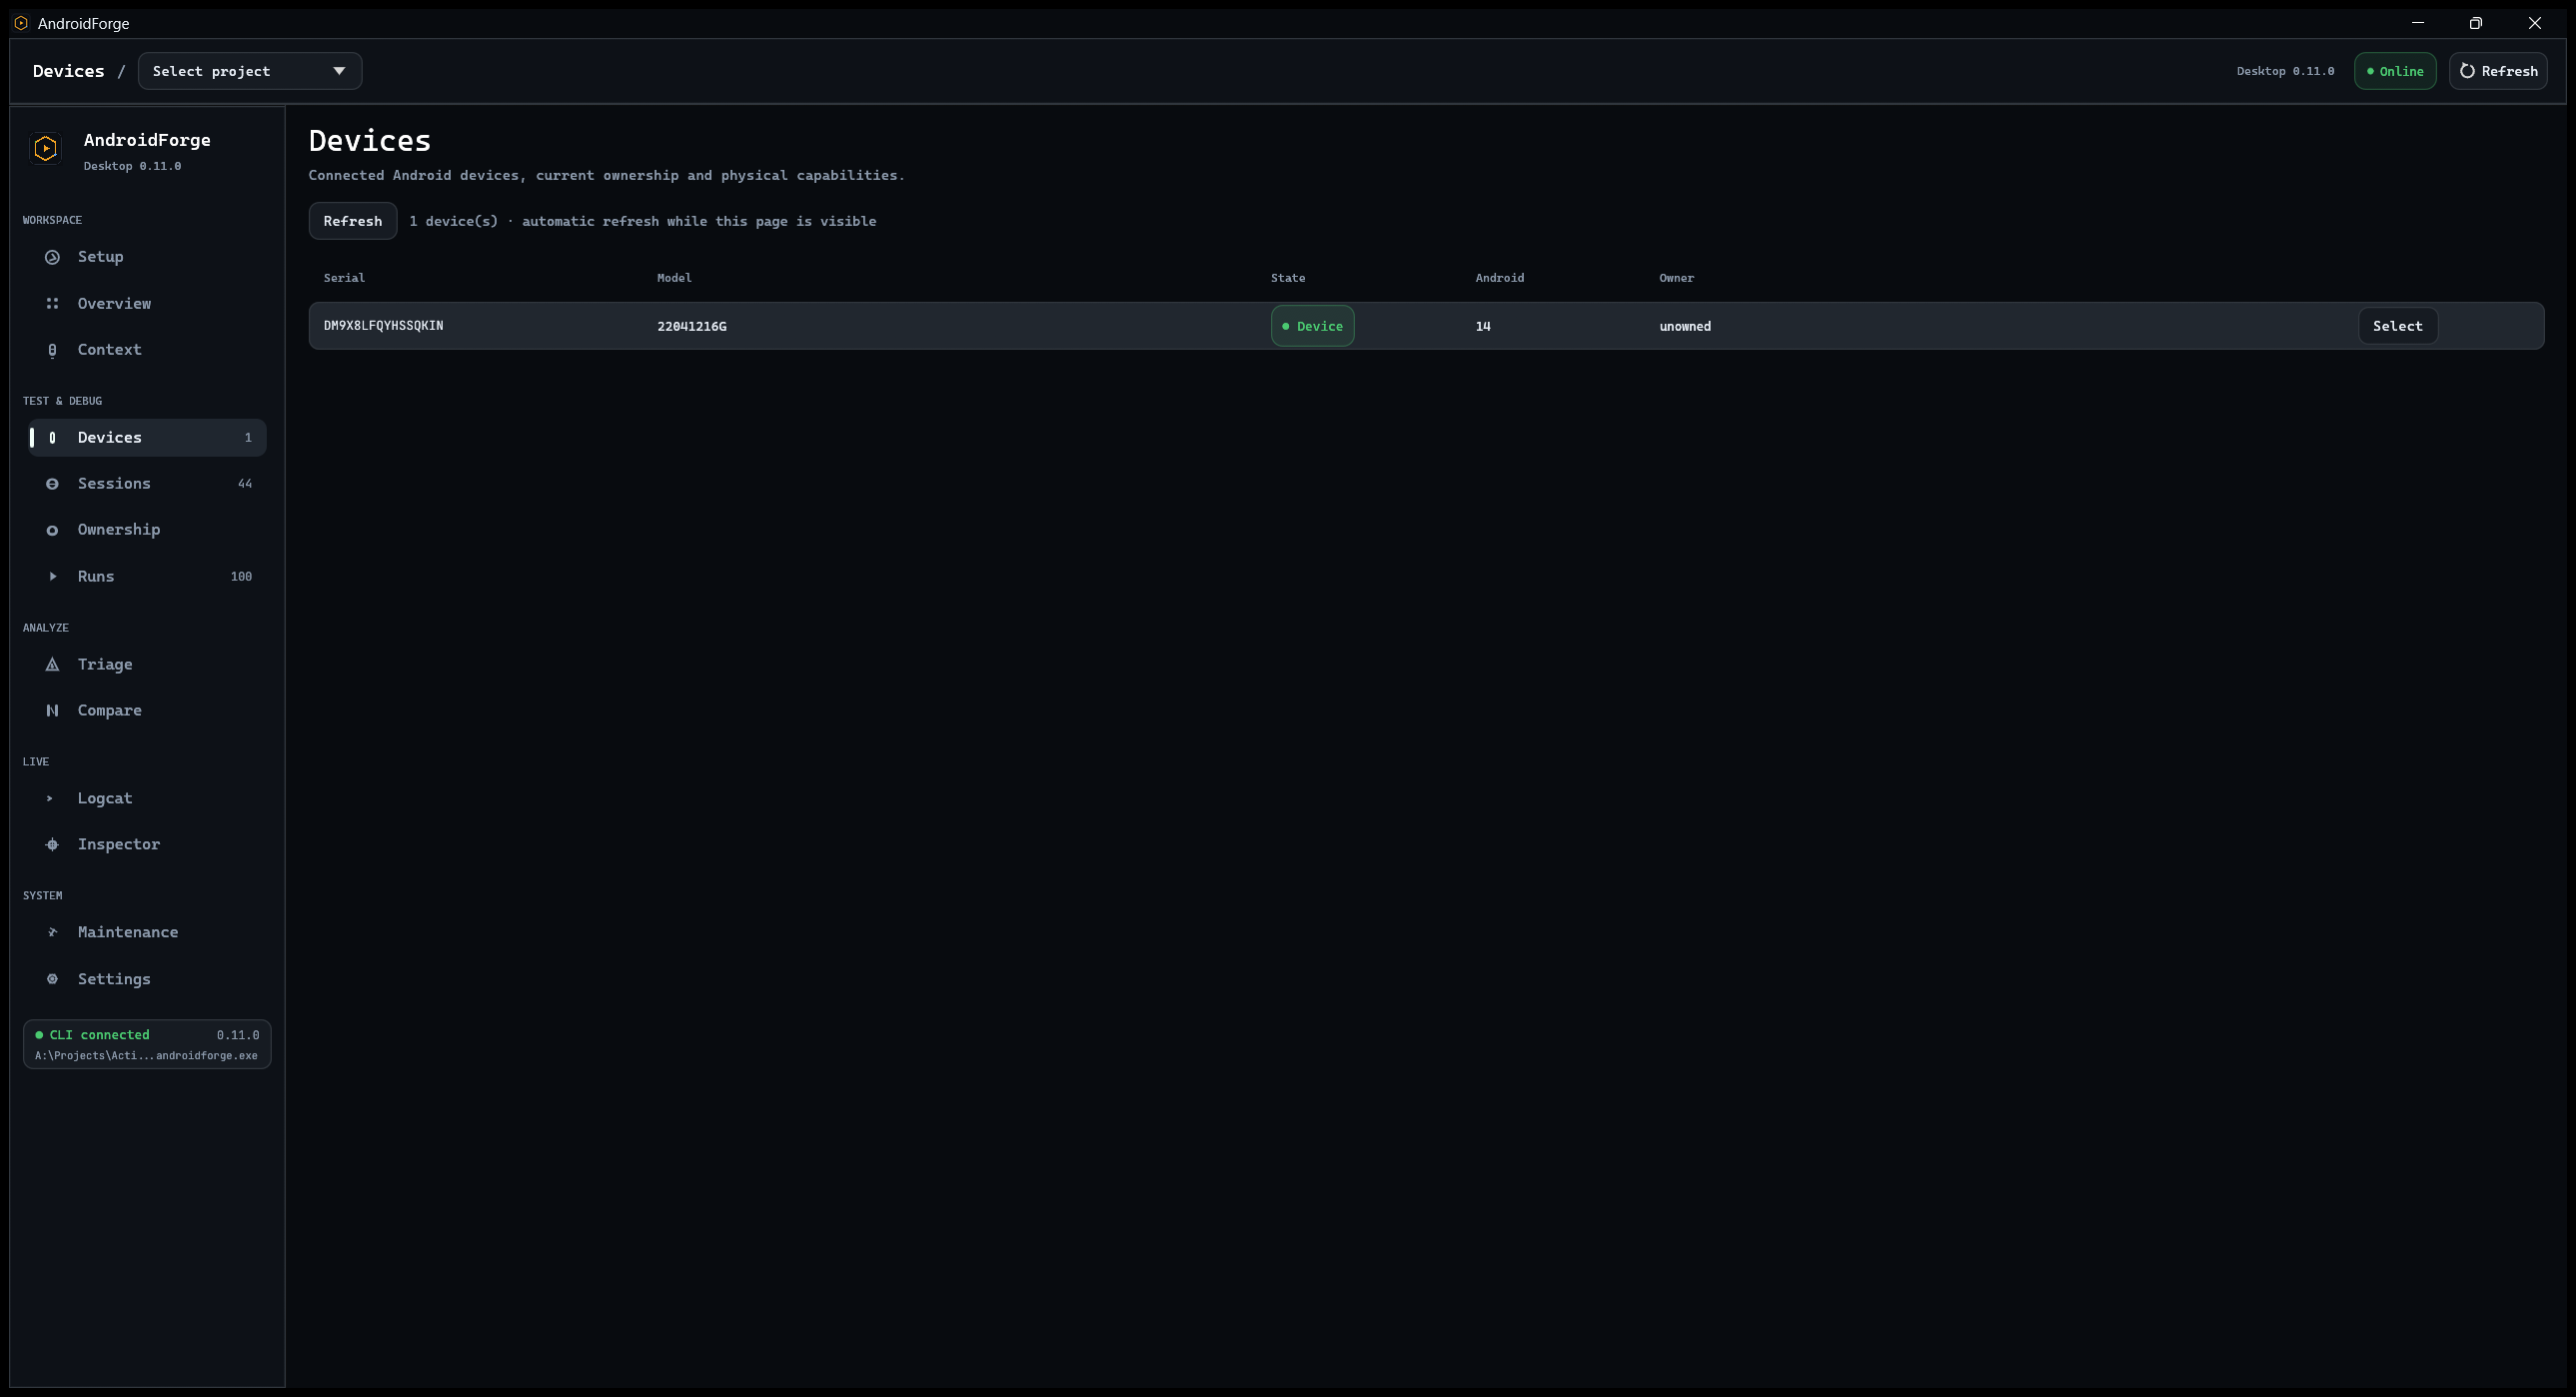 AndroidForge
Devices / Select project
Desktop 0.11.0
Online
Refresh
AndroidForge
Desktop 0.11.0
WORKSPACE
Setup
Overview
Context
TEST & DEBUG
Devices 1
Sessions 44
Ownership
Runs 100
ANALYZE
Triage
Compare
LIVE
Logcat
Inspector
SYSTEM
Maintenance
Settings
CLI connected 0.11.0
A:\Projects\Acti...androidforge.exe
Devices
Connected Android devices, current ownership and physical capabilities.
Refresh 1 device(s) · automatic refresh while this page is visible
Serial Model State Android Owner
DM9X8LFQYHSSQKIN 22041216G Device 14 unowned Select